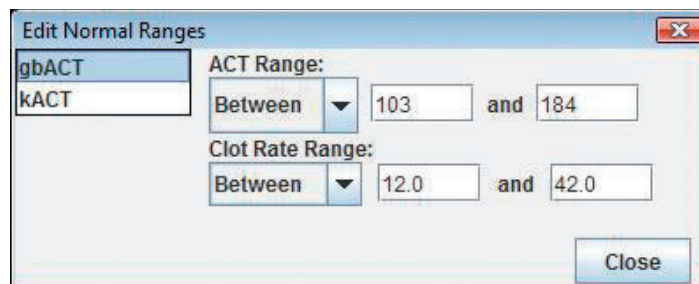 Edit Normal Ranges
gbACT
kACT
ACT Range:
Between 103 and 184
Clot Rate Range:
Between 12.0 and 42.0
Close